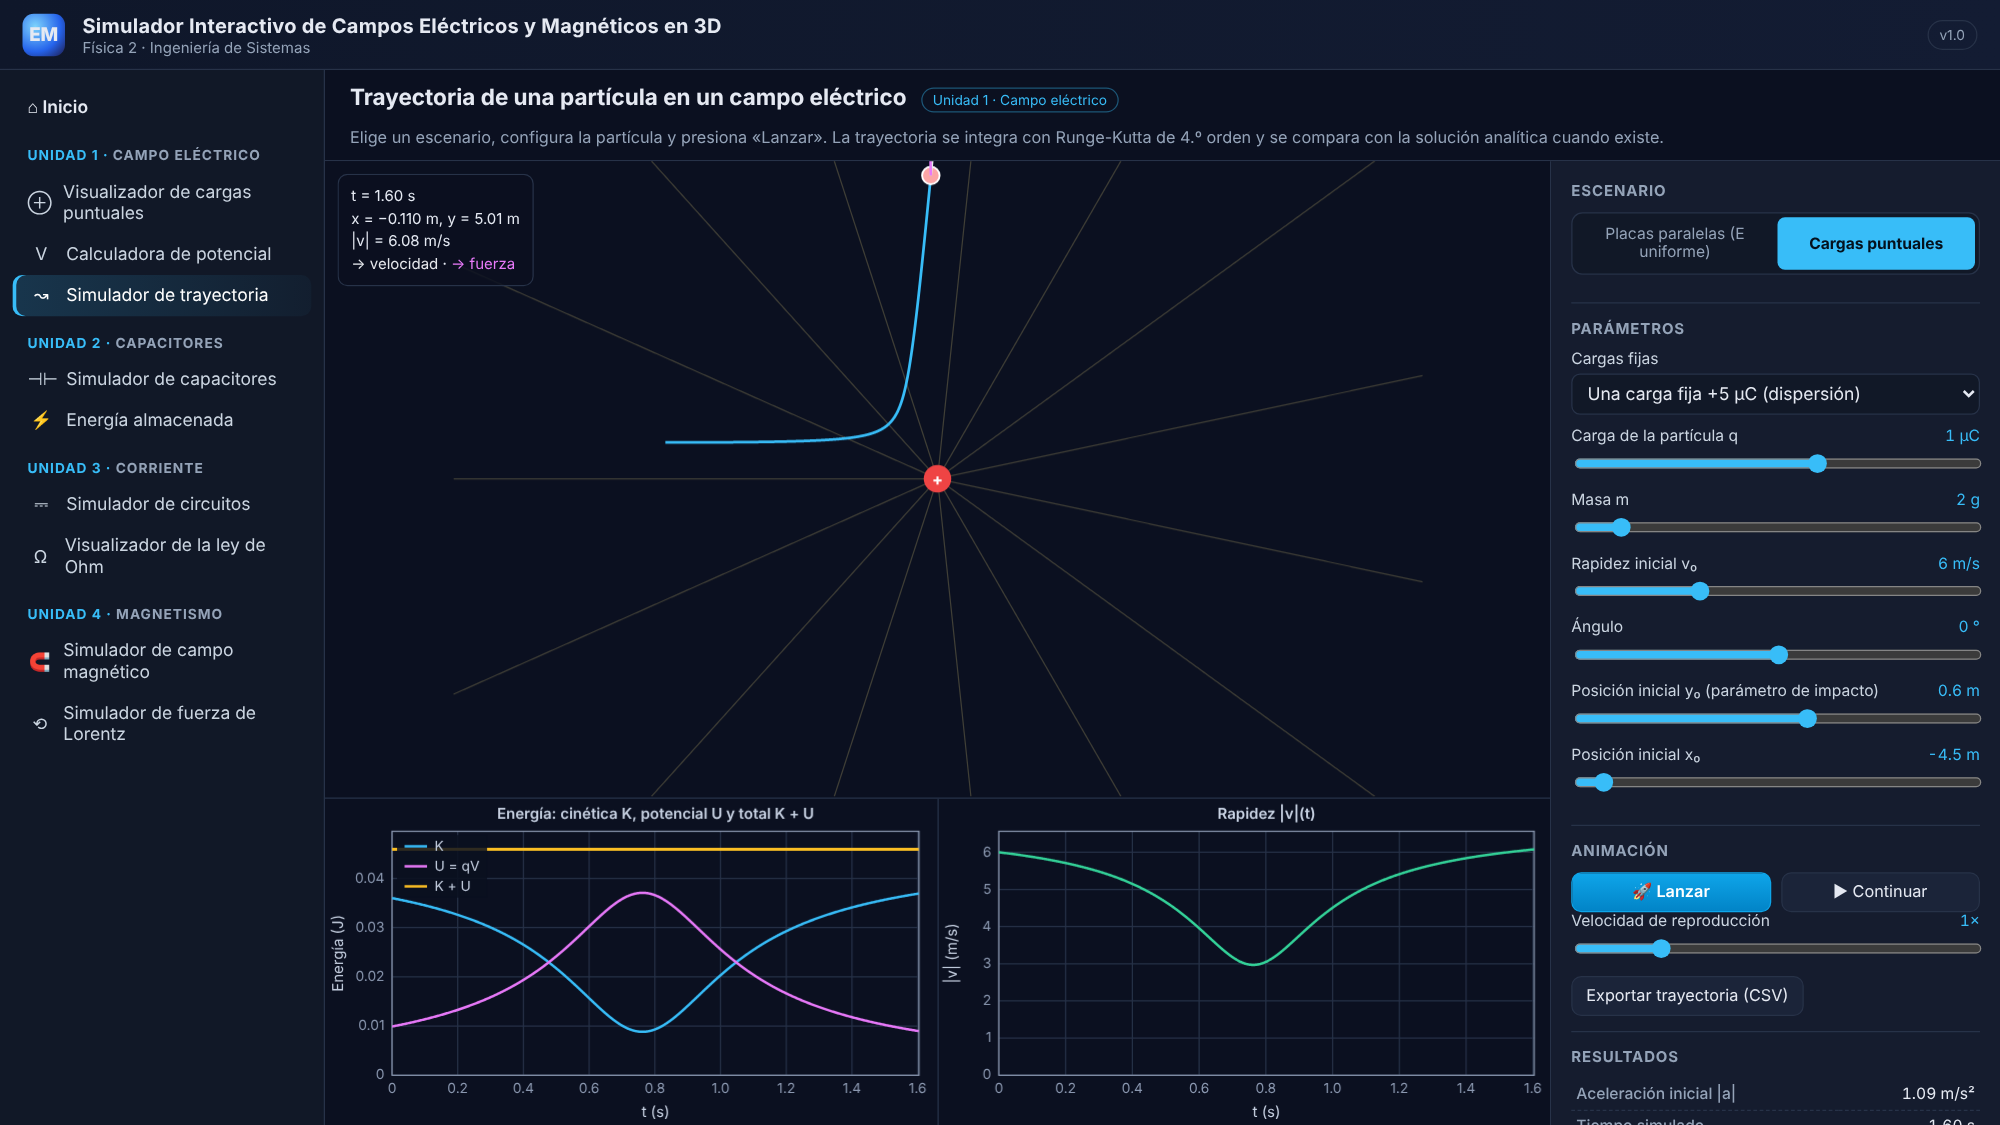 EM
Simulador Interactivo de Campos Eléctricos y Magnéticos en 3D
Física 2 · Ingeniería de Sistemas
v1.0
⌂ Inicio
UNIDAD 1 · CAMPO ELÉCTRICO
Visualizador de cargas
puntuales
V Calculadora de potencial
↝ Simulador de trayectoria
UNIDAD 2 · CAPACITORES
⊣⊢ Simulador de capacitores
⚡ Energía almacenada
UNIDAD 3 · CORRIENTE
⎓ Simulador de circuitos
Ω Visualizador de la ley de
Ohm
UNIDAD 4 · MAGNETISMO
🧲 Simulador de campo
magnético
⟲ Simulador de fuerza de
Lorentz
Trayectoria de una partícula en un campo eléctrico
Unidad 1 · Campo eléctrico
Elige un escenario, configura la partícula y presiona «Lanzar». La trayectoria se integra con Runge-Kutta de 4.º orden y se compara con la solución analítica cuando existe.
t = 1.60 s
x = −0.110 m, y = 5.01 m
|v| = 6.08 m/s
→ velocidad · → fuerza
+
Energía: cinética K, potencial U y total K + U
K
U = qV
K + U
0.04
0.03
0.02
0.01
0
Energía (J)
0 0.2 0.4 0.6 0.8 1.0 1.2 1.4 1.6
t (s)
Rapidez |v|(t)
6
5
4
3
2
1
0
|v| (m/s)
0 0.2 0.4 0.6 0.8 1.0 1.2 1.4 1.6
t (s)
ESCENARIO
Placas paralelas (E
uniforme)
Cargas puntuales
PARÁMETROS
Cargas fijas
Una carga fija +5 µC (dispersión)
Carga de la partícula q 1 µC
Masa m 2 g
Rapidez inicial v₀ 6 m/s
Ángulo 0 °
Posición inicial y₀ (parámetro de impacto) 0.6 m
Posición inicial x₀ -4.5 m
ANIMACIÓN
🚀 Lanzar
▶ Continuar
Velocidad de reproducción 1×
Exportar trayectoria (CSV)
RESULTADOS
Aceleración inicial |a| 1.09 m/s²
Tiempo simulado 1.60 s